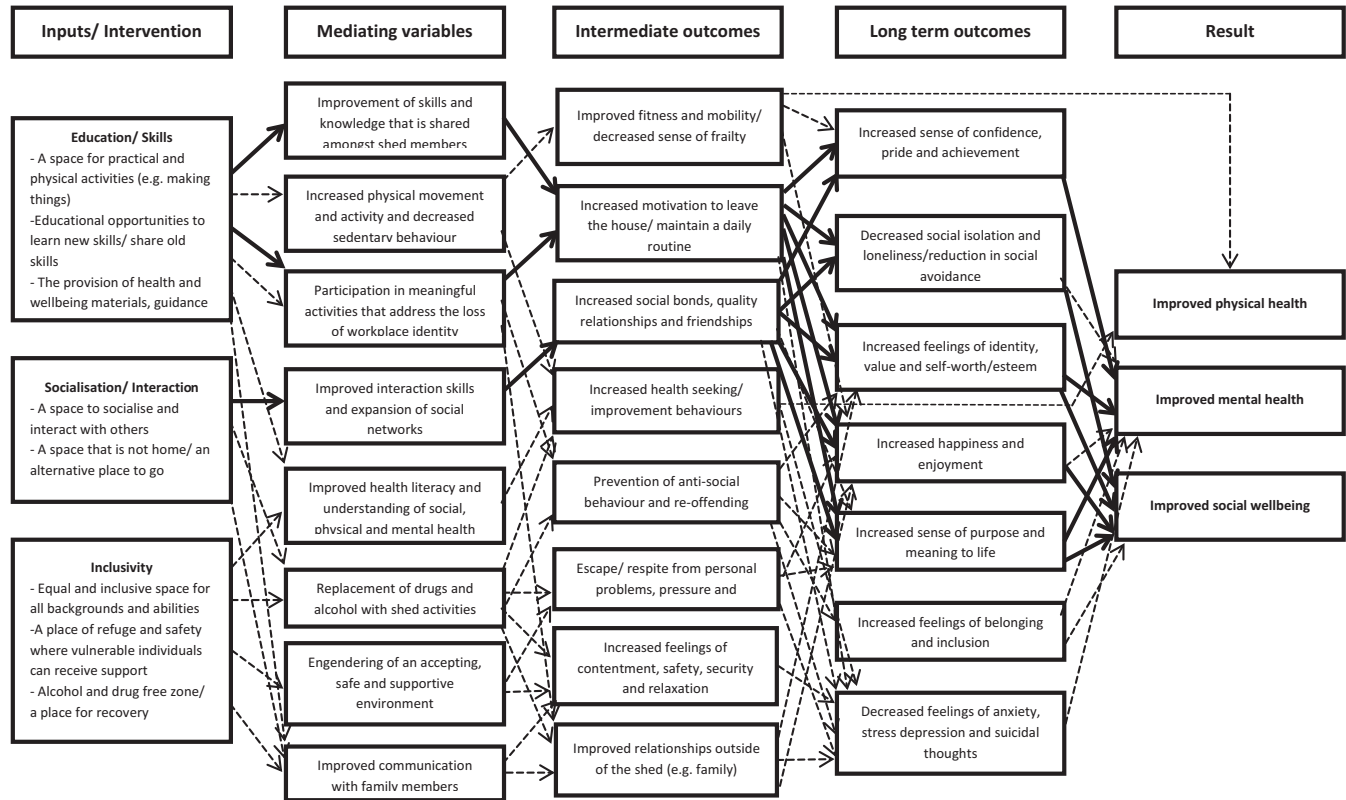 Inputs/ Intervention
Mediating variables
Intermediate outcomes
Long term outcomes
Result
Education/ Skills
- A space for practical and
physical activities (e.g. making
things)
-Educational opportunities to
learn new skills/ share old
skills
- The provision of health and
wellbeing materials, guidance
Socialisation/ Interaction
- A space to socialise and
interact with others
- A space that is not home/ an
alternative place to go
Inclusivity
- Equal and inclusive space for
all backgrounds and abilities
-A place of refuge and safety
where vulnerable individuals
can receive support
- Alcohol and drug free zone/
a place for recovery
Improvement of skills and
knowledge that is shared
amongst shed members
Increased physical movement
and activity and decreased
sedentary behaviour
Participation in meaningful
activities that address the loss
of workplace identity
Improved interaction skills
and expansion of social
networks
Improved health literacy and
understanding of social,
physical and mental health
Replacement of drugs and
alcohol with shed activities
Engendering of an accepting,
safe and supportive
environment
Improved communication
with family members
Improved fitness and mobility/
decreased sense of frailty
Increased motivation to leave
the house/ maintain a daily
routine
Increased social bonds, quality
relationships and friendships
Increased health seeking/
improvement behaviours
Prevention of anti-social
behaviour and re-offending
Escape/ respite from personal
problems, pressure and
Increased feelings of
contentment, safety, security
and relaxation
Improved relationships outside
of the shed (e.g. family)
Increased sense of confidence,
pride and achievement
Decreased social isolation and
loneliness/reduction in social
avoidance
Increased feelings of identity,
value and self-worth/esteem
Increased happiness and
enjoyment
Increased sense of purpose and
meaning to life
Increased feelings of belonging
and inclusion
Decreased feelings of anxiety,
stress depression and suicidal
thoughts
Improved physical health
Improved mental health
Improved social wellbeing